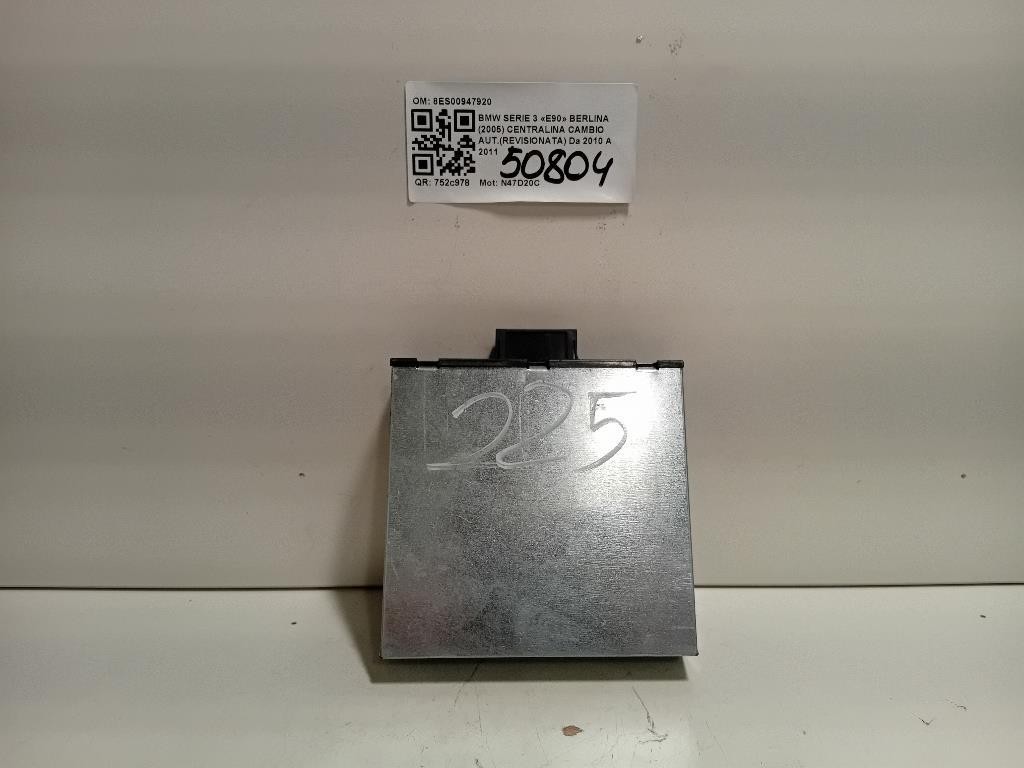 OM: 8ES00947920
BMW SERIE 3 «E90» BERLINA
(2005) CENTRALINA CAMBIO
AUT.(REVISIONATA) Da 2010 A
2011
50804
QR: 752c978 Mot: N47D20C
225